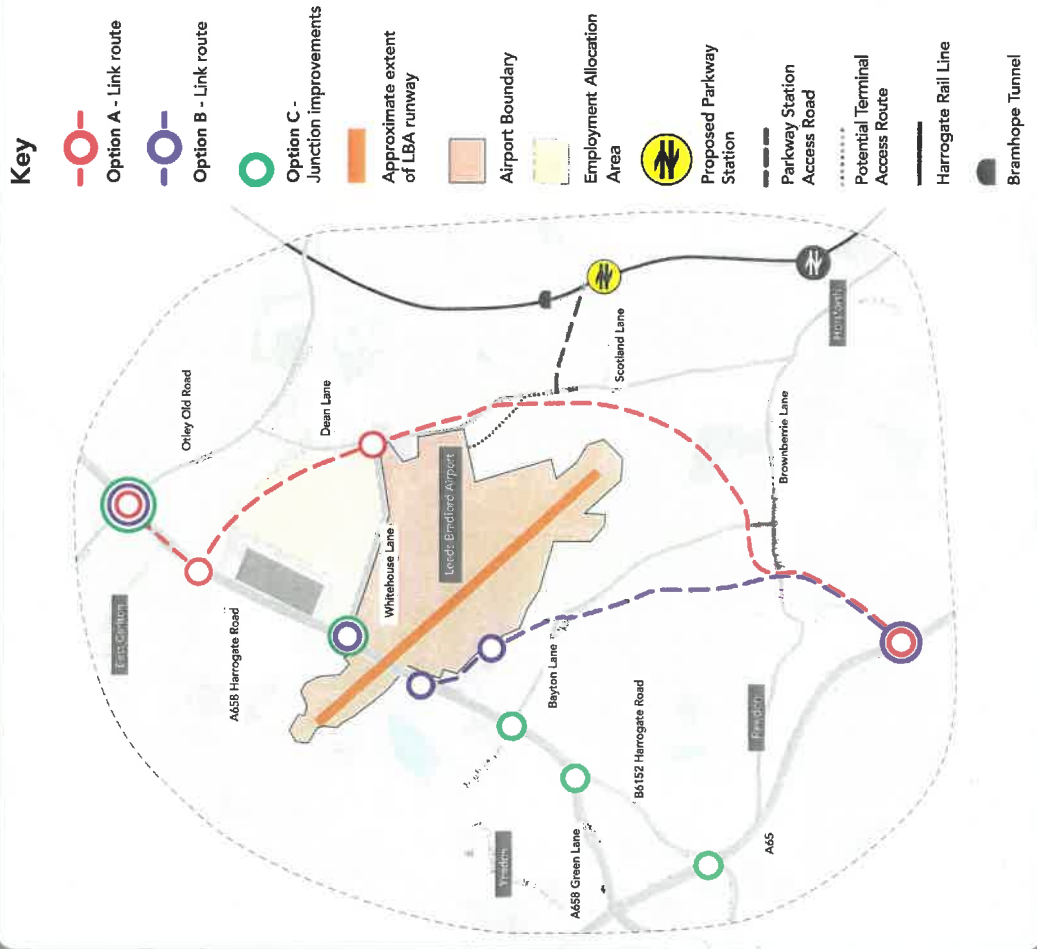 Key
Option A - Link route
Option B - Link route
Option C -
Junction improvements
Approximate extent
of LBA runway
Airport Boundary
Employment Allocation
Area
Proposed Parkway
Station
Parkway Station
Access Road
Potential Terminal
Access Route
Harrogate Rail Line
Bramhope Tunnel
East Carlton
Otley Old Road
A658 Harrogate Road
Dean Lane
Whitehouse Lane
Leeds Bradford Airport
Scotland Lane
Bayton Lane
Yeadon
A658 Green Lane
B6152 Harrogate Road
Brownberrie Lane
Horsforth
Rawdon
A65